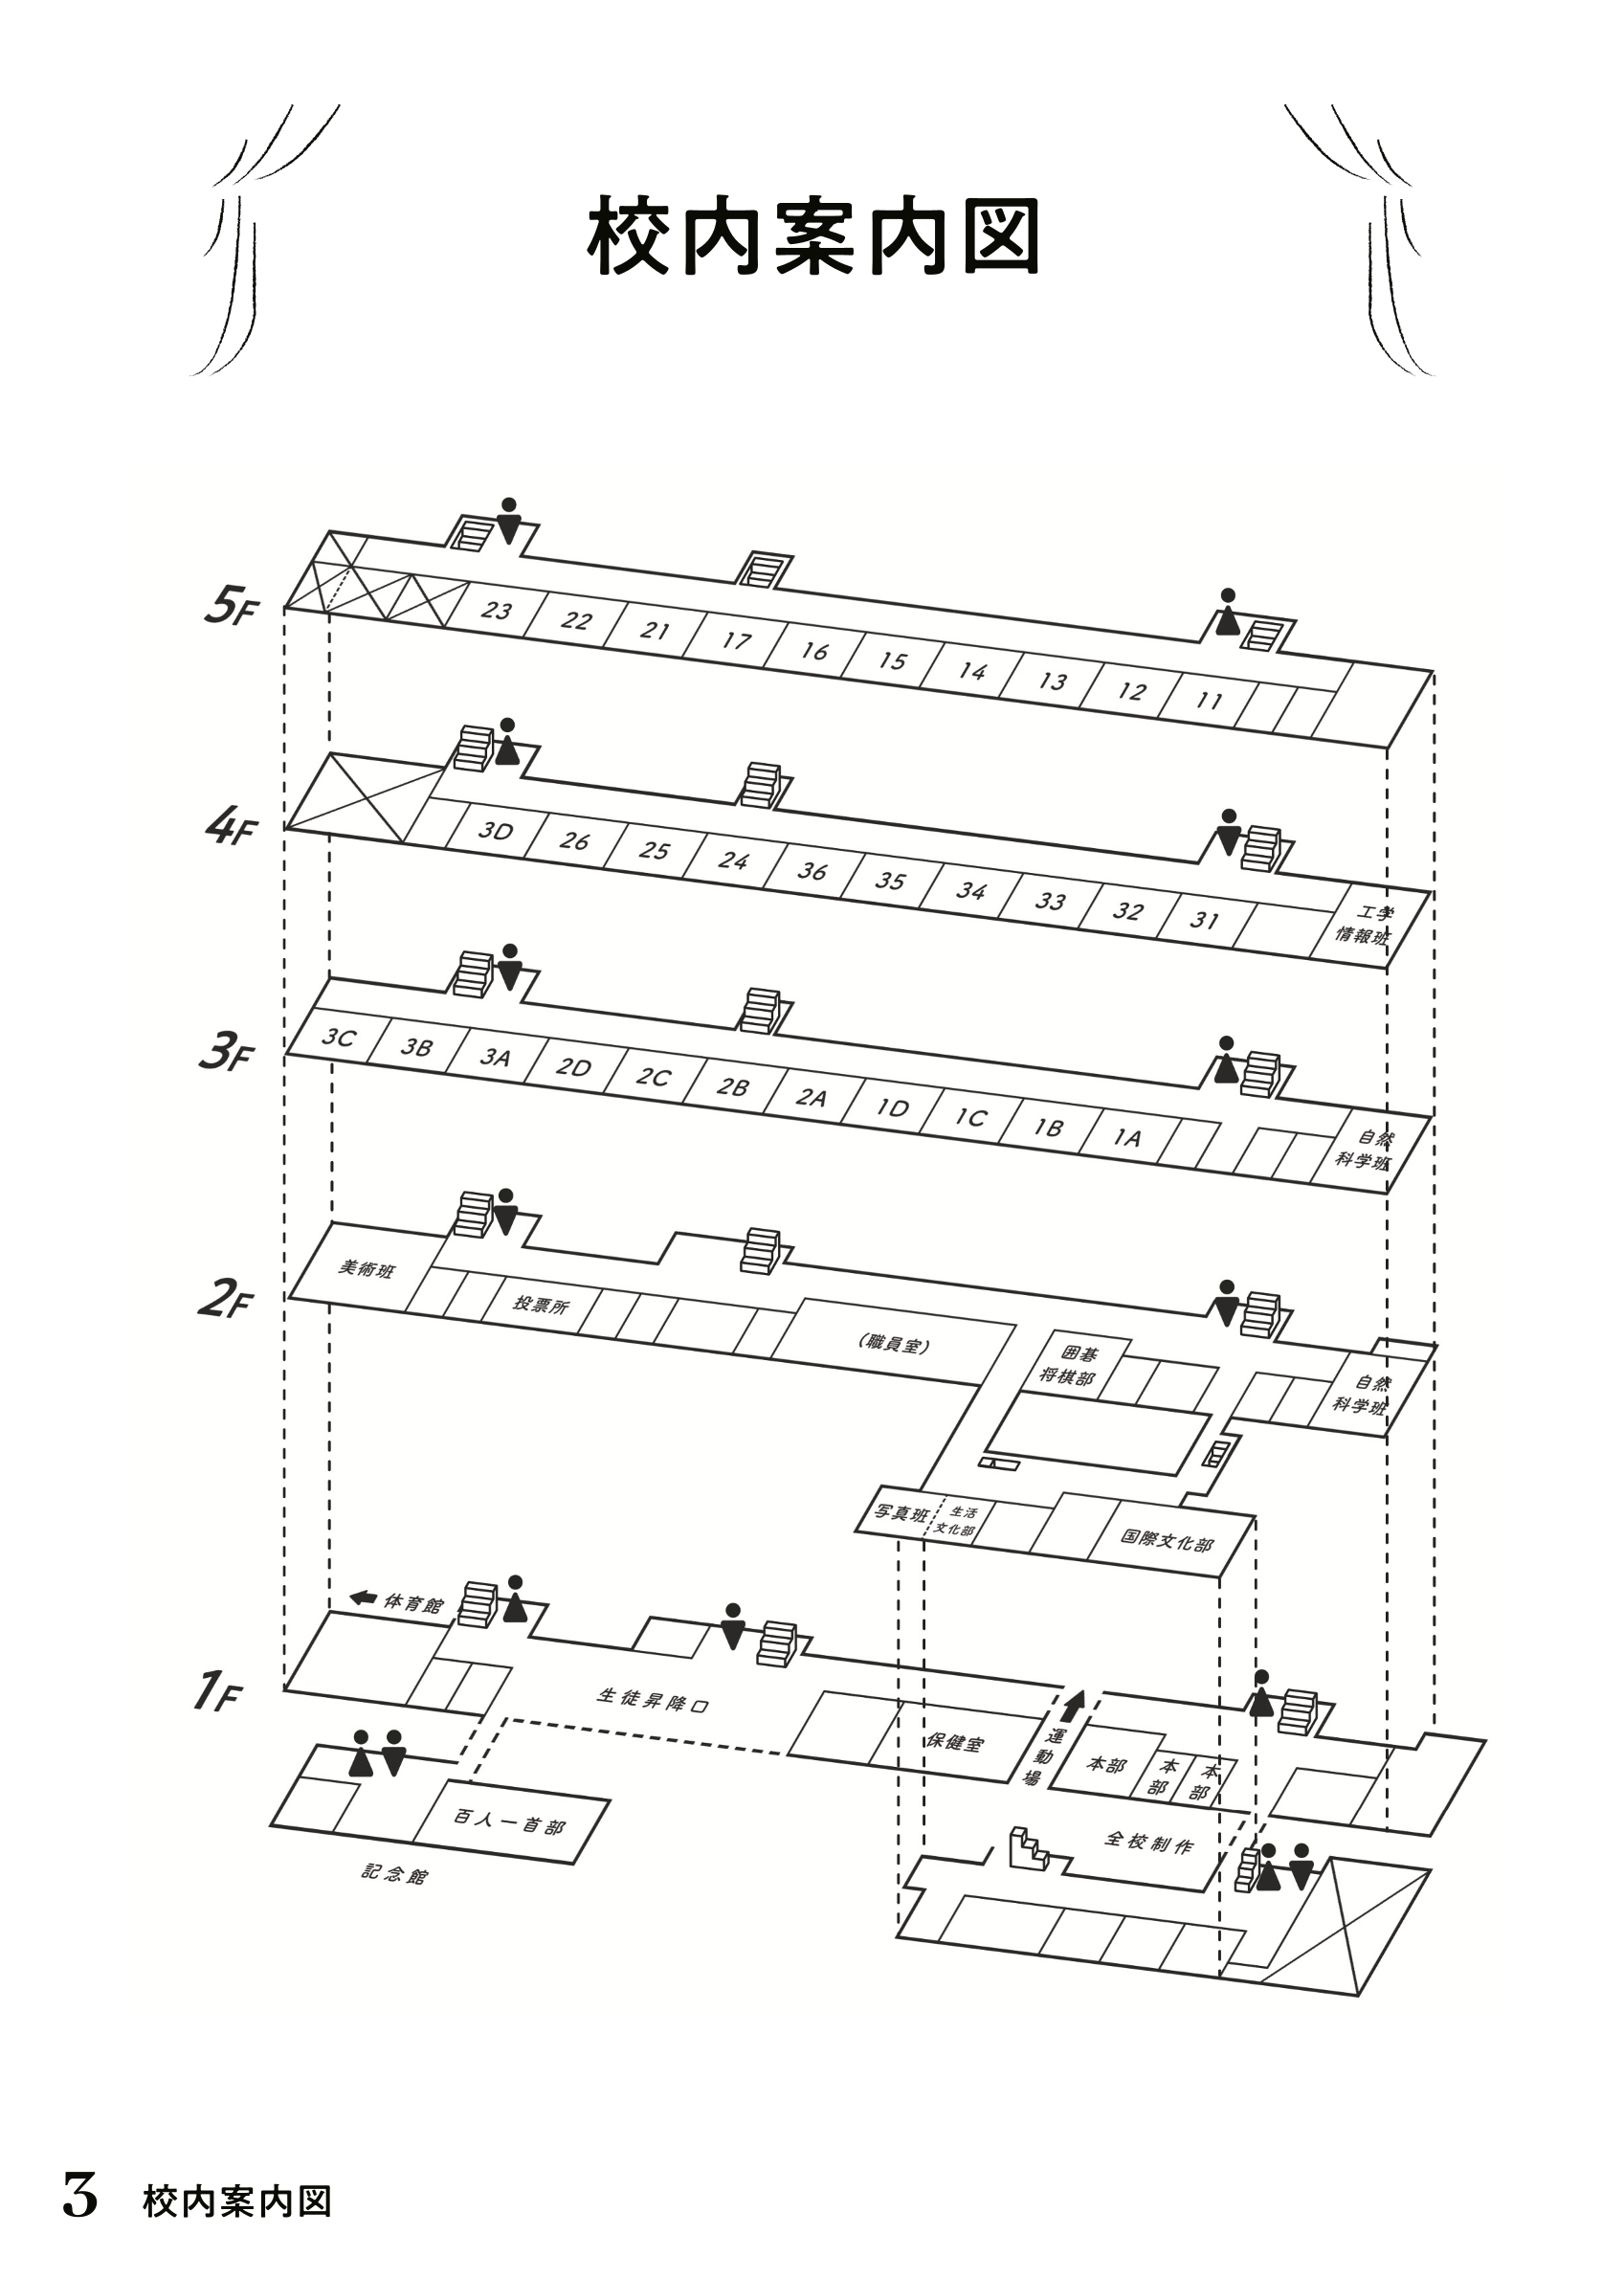 校内案内図
5F
23 22 21 17 16 15 14 13 12 11
4F
3D 26 25 24 36 35 34 33 32 31
工学
情報班
3F
3C 3B 3A 2D 2C 2B 2A 1D 1C 1B 1A
自然
科学班
2F
美術班
投票所
（職員室）
囲碁
将棋部
自然
科学班
写真班
生活
文化部
国際文化部
1F
体育館
生徒昇降口
保健室
運動場
本部
本部
本部
全校制作
百人一首部
記念館
3 校内案内図